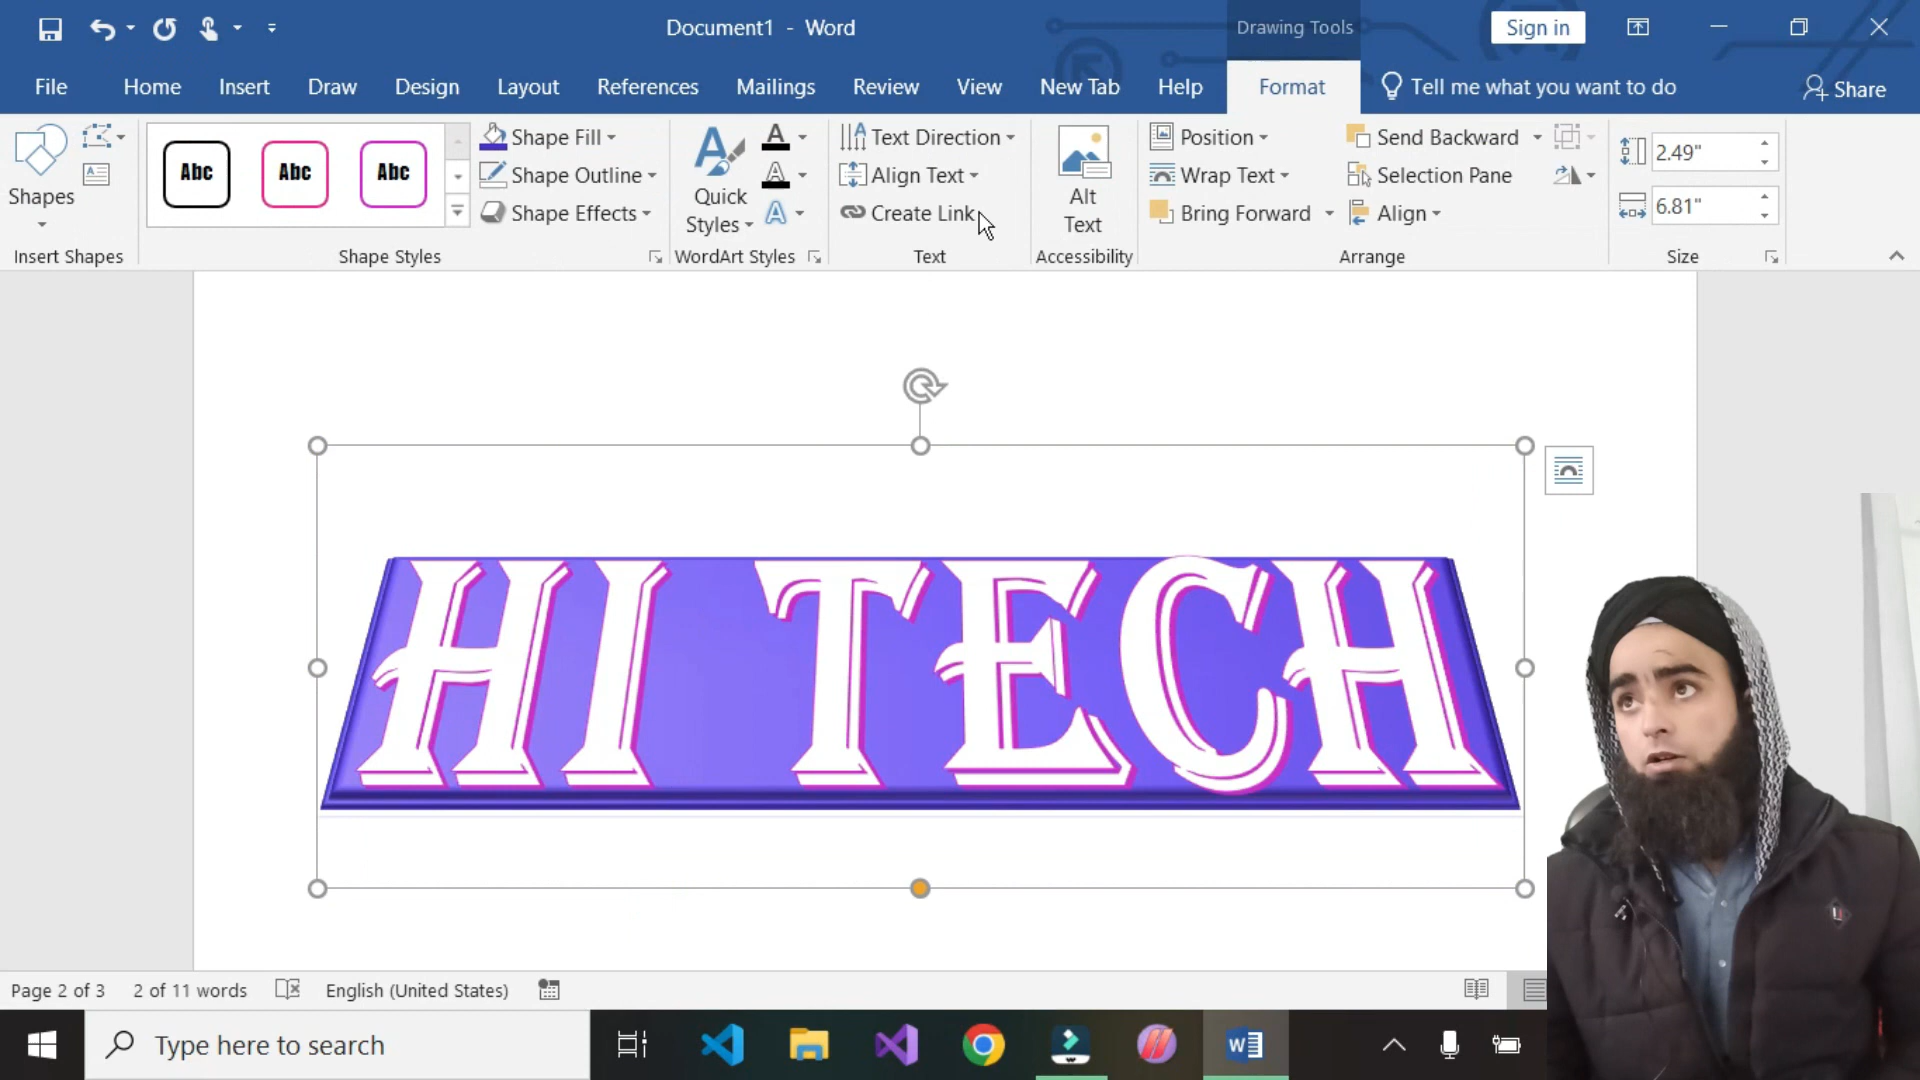 Document1 - Word
Drawing Tools
Sign in
File Home Insert Draw Design Layout References Mailings Review View New Tab Help Format Tell me what you want to do Share
Shapes
Insert Shapes
Abc Abc Abc
Shape Fill
Shape Outline
Shape Effects
Shape Styles
Quick Styles
WordArt Styles
Text Direction
Align Text
Create Link
Text
Alt Text
Accessibility
Position
Wrap Text
Bring Forward
Send Backward
Selection Pane
Align
Arrange
2.49"
6.81"
Size
HI TECH
Page 2 of 3 2 of 11 words English (United States)
Type here to search